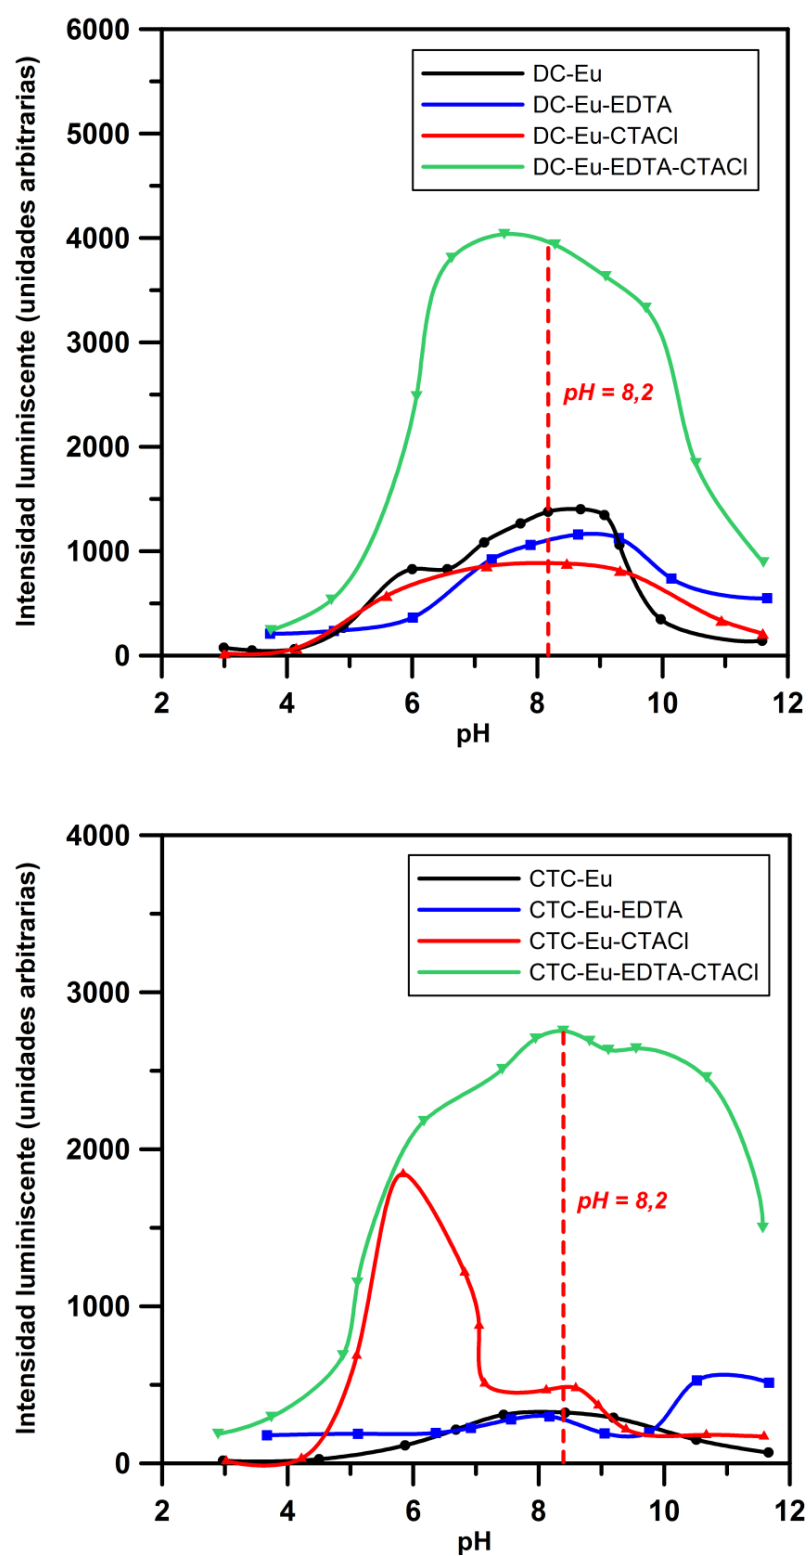 6000
5000
4000
3000
2000
1000
0
Intensidad luminiscente (unidades arbitrarias)
DC-Eu
DC-Eu-EDTA
DC-Eu-CTACl
DC-Eu-EDTA-CTACl
pH = 8,2
2 4 6 8 10 12
pH
4000
3000
2000
1000
0
Intensidad luminiscente (unidades arbitrarias)
CTC-Eu
CTC-Eu-EDTA
CTC-Eu-CTACl
CTC-Eu-EDTA-CTACl
pH = 8,2
2 4 6 8 10 12
pH